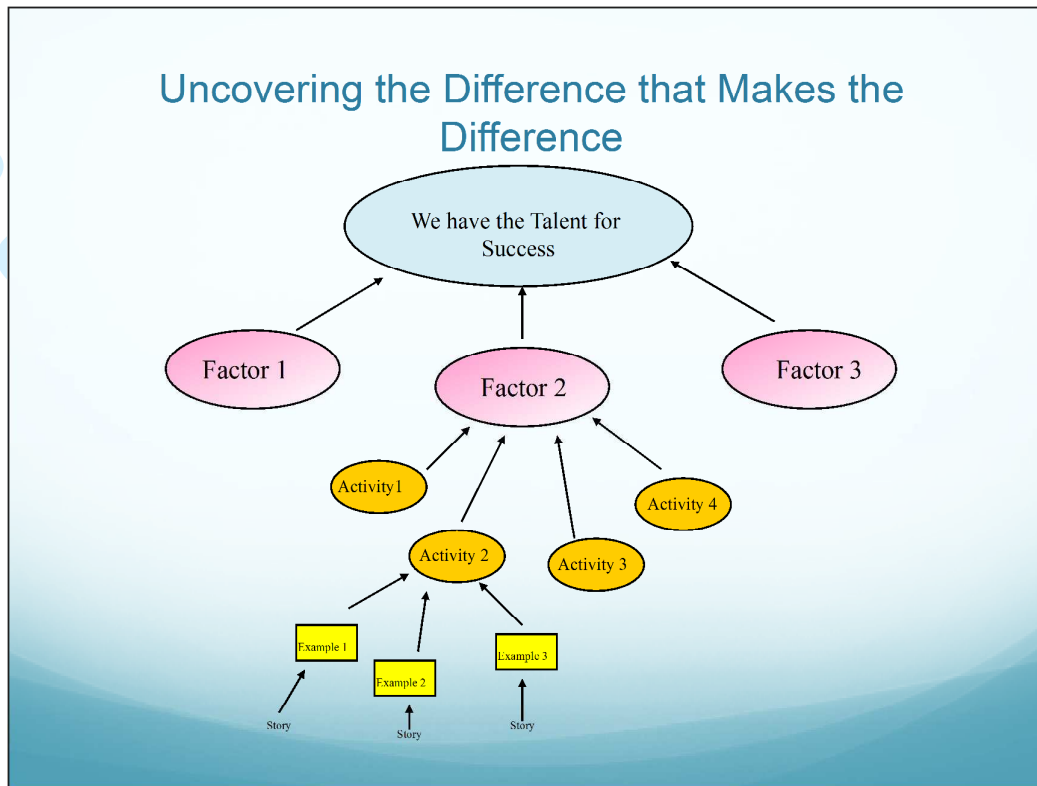 Uncovering the Difference that Makes the
Difference
We have the Talent for
Success
Factor 1
Factor 2
Factor 3
Activity1
Activity 4
Activity 2
Activity 3
Example 1
Example 3
Example 2
Story
Story
Story